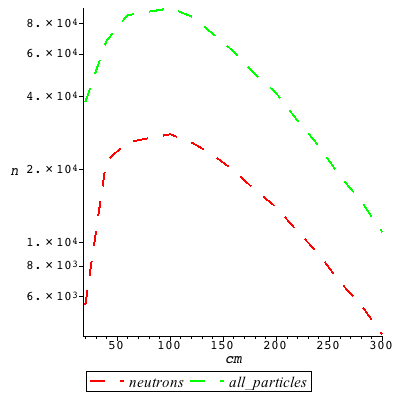 8. × 10⁴
6. × 10⁴
4. × 10⁴
n
2. × 10⁴
1. × 10⁴
8. × 10³
6. × 10³
50 100 150 200 250 300
cm
neutrons all_particles